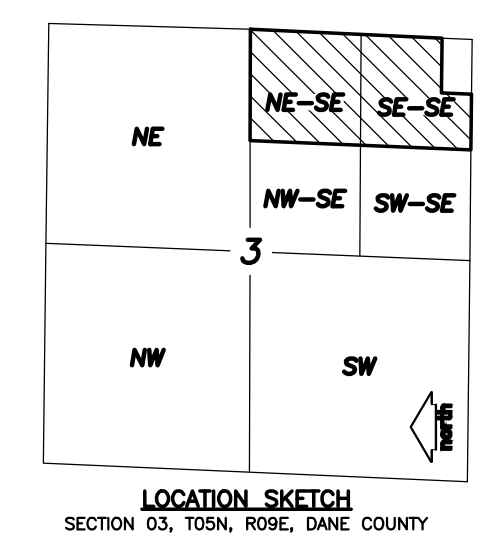 NE-SE
SE-SE
NE
NW-SE
SW-SE
3
NW
SW
north
LOCATION SKETCH
SECTION 03, T05N, R09E, DANE COUNTY